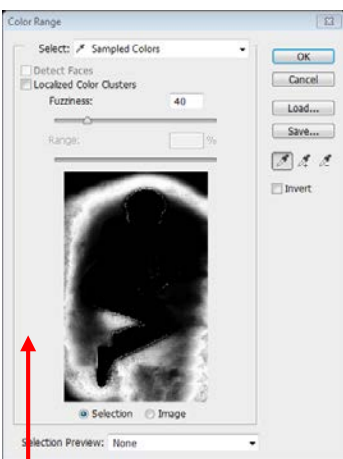 Color Range
Select: Sampled Colors
OK
Detect Faces
Cancel
Localized Color Clusters
Fuzziness: 40
Load...
Save...
Range: %
Invert
Selection Image
Selection Preview: None